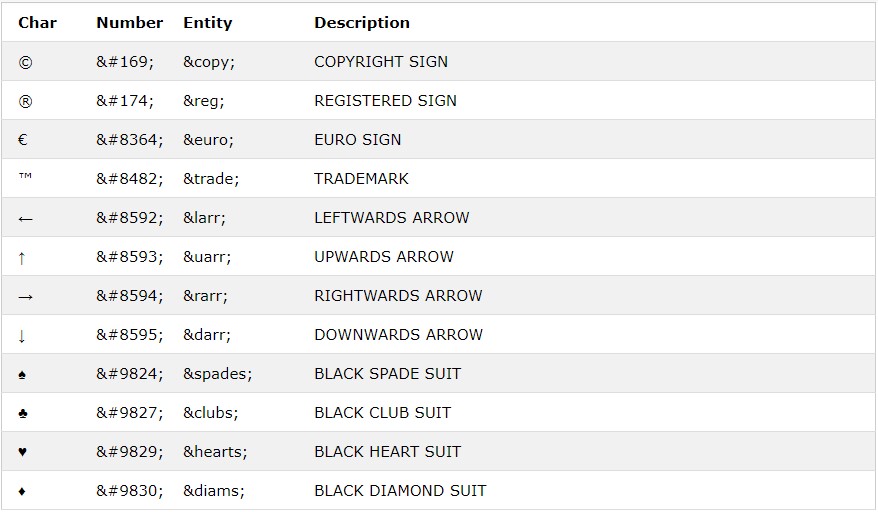 Char Number Entity Description
© &#169; &copy; COPYRIGHT SIGN
® &#174; &reg; REGISTERED SIGN
€ &#8364; &euro; EURO SIGN
™ &#8482; &trade; TRADEMARK
← &#8592; &larr; LEFTWARDS ARROW
↑ &#8593; &uarr; UPWARDS ARROW
→ &#8594; &rarr; RIGHTWARDS ARROW
↓ &#8595; &darr; DOWNWARDS ARROW
♠ &#9824; &spades; BLACK SPADE SUIT
♣ &#9827; &clubs; BLACK CLUB SUIT
♥ &#9829; &hearts; BLACK HEART SUIT
♦ &#9830; &diams; BLACK DIAMOND SUIT